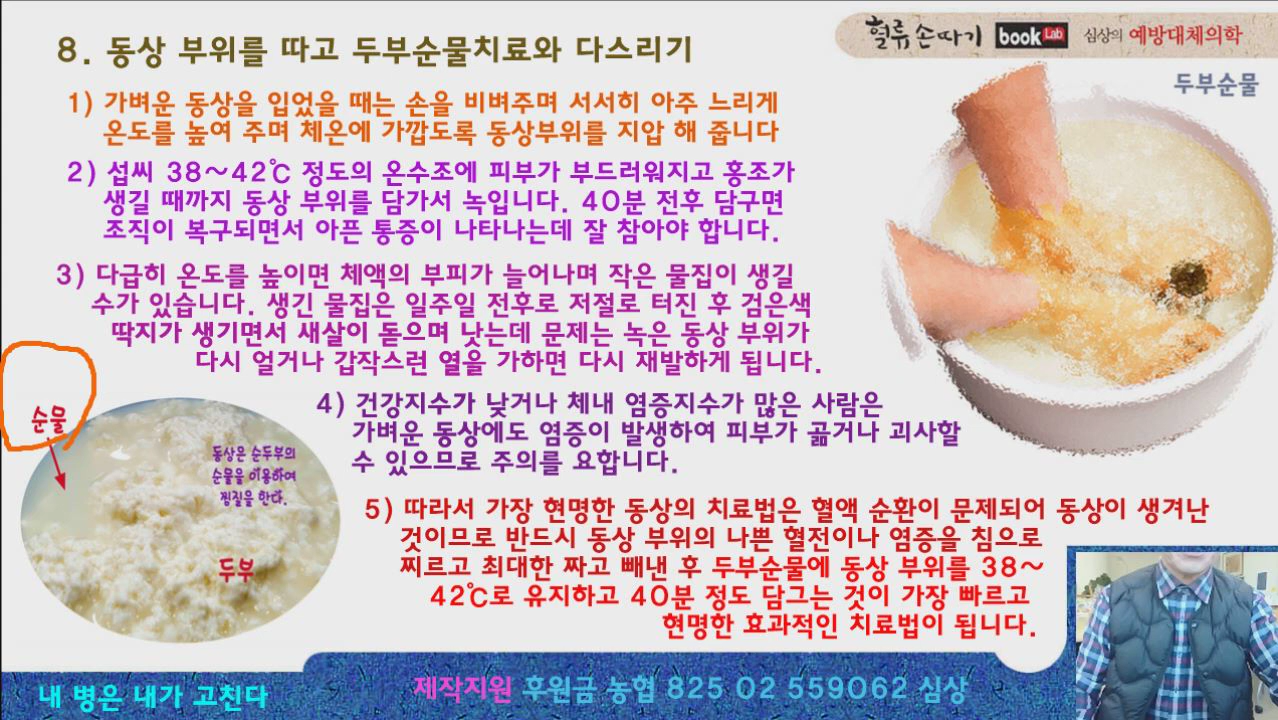 8. 동상 부위를 따고 두부순물치료와 다스리기
혈류 손따기 book Lab 심상의 예방대체의학
두부순물
1) 가벼운 동상을 입었을 때는 손을 비벼주며 서서히 아주 느리게
온도를 높여 주며 체온에 가깝도록 동상부위를 지압 해 줍니다
2) 섭씨 38~42℃ 정도의 온수조에 피부가 부드러워지고 홍조가
생길 때까지 동상 부위를 담가서 녹입니다. 40분 전후 담구면
조직이 복구되면서 아픈 통증이 나타나는데 잘 참아야 합니다.
3) 다급히 온도를 높이면 체액의 부피가 늘어나며 작은 물집이 생길
수가 있습니다. 생긴 물집은 일주일 전후로 저절로 터진 후 검은색
딱지가 생기면서 새살이 돋으며 낫는데 문제는 녹은 동상 부위가
다시 얼거나 갑작스런 열을 가하면 다시 재발하게 됩니다.
4) 건강지수가 낮거나 체내 염증지수가 많은 사람은
가벼운 동상에도 염증이 발생하여 피부가 곪거나 괴사할
수 있으므로 주의를 요합니다.
순물
동상은 순두부의
순물을 이용하여
찜질을 한다.
두부
5) 따라서 가장 현명한 동상의 치료법은 혈액 순환이 문제되어 동상이 생겨난
것이므로 반드시 동상 부위의 나쁜 혈전이나 염증을 침으로
찌르고 최대한 짜고 빼낸 후 두부순물에 동상 부위를 38~
42℃로 유지하고 40분 정도 담그는 것이 가장 빠르고
현명한 효과적인 치료법이 됩니다.
내 병은 내가 고친다
제작지원 후원금 농협 825 02 559062 심상